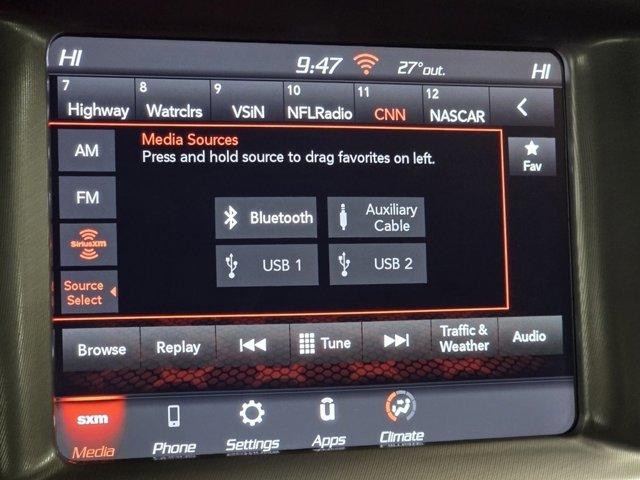 HI 9:47 27°out. HI
7 8 9 10 11 12
Highway Watrclrs VSiN NFLRadio CNN NASCAR
Media Sources
Press and hold source to drag favorites on left.
AM
Fav
FM
Bluetooth
Auxiliary
Cable
SiriusXM
USB 1 USB 2
Source
Select
Browse Replay Tune
Traffic &
Weather
Audio
sxm
Media Phone Settings Apps Climate